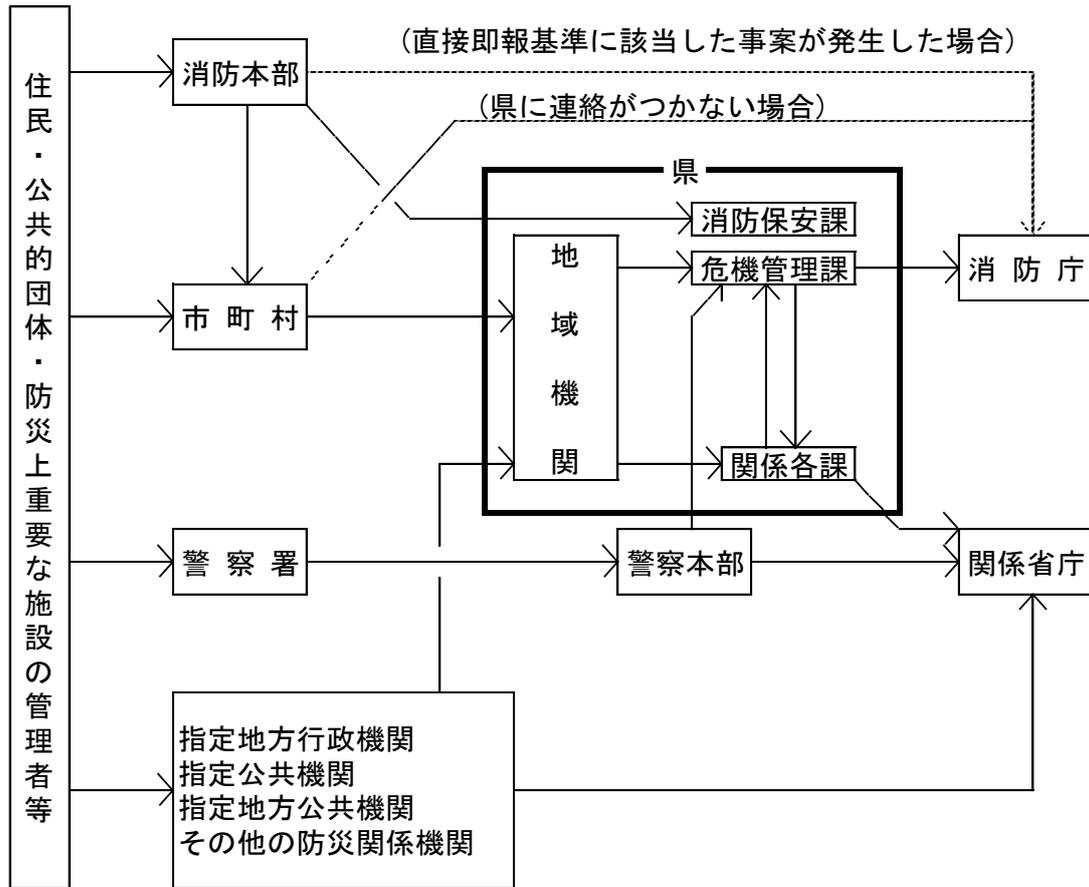 住民・公共的団体・防災上重要な施設の管理者等
(直接即報基準に該当した事案が発生した場合)
消防本部
(県に連絡がつかない場合)
県
消防保安課
地域機関
危機管理課
消防庁
市町村
関係各課
警察署
警察本部
関係省庁
指定地方行政機関
指定公共機関
指定地方公共機関
その他の防災関係機関